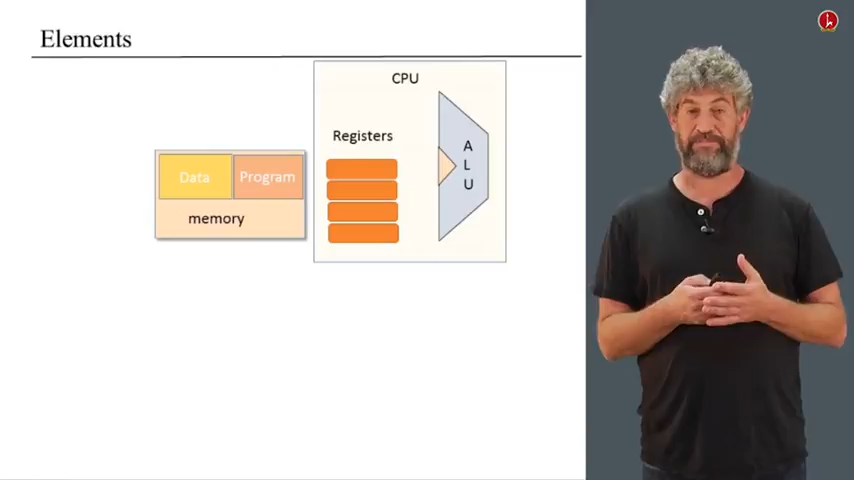 Elements
CPU
Registers
A
L
U
Data Program
memory